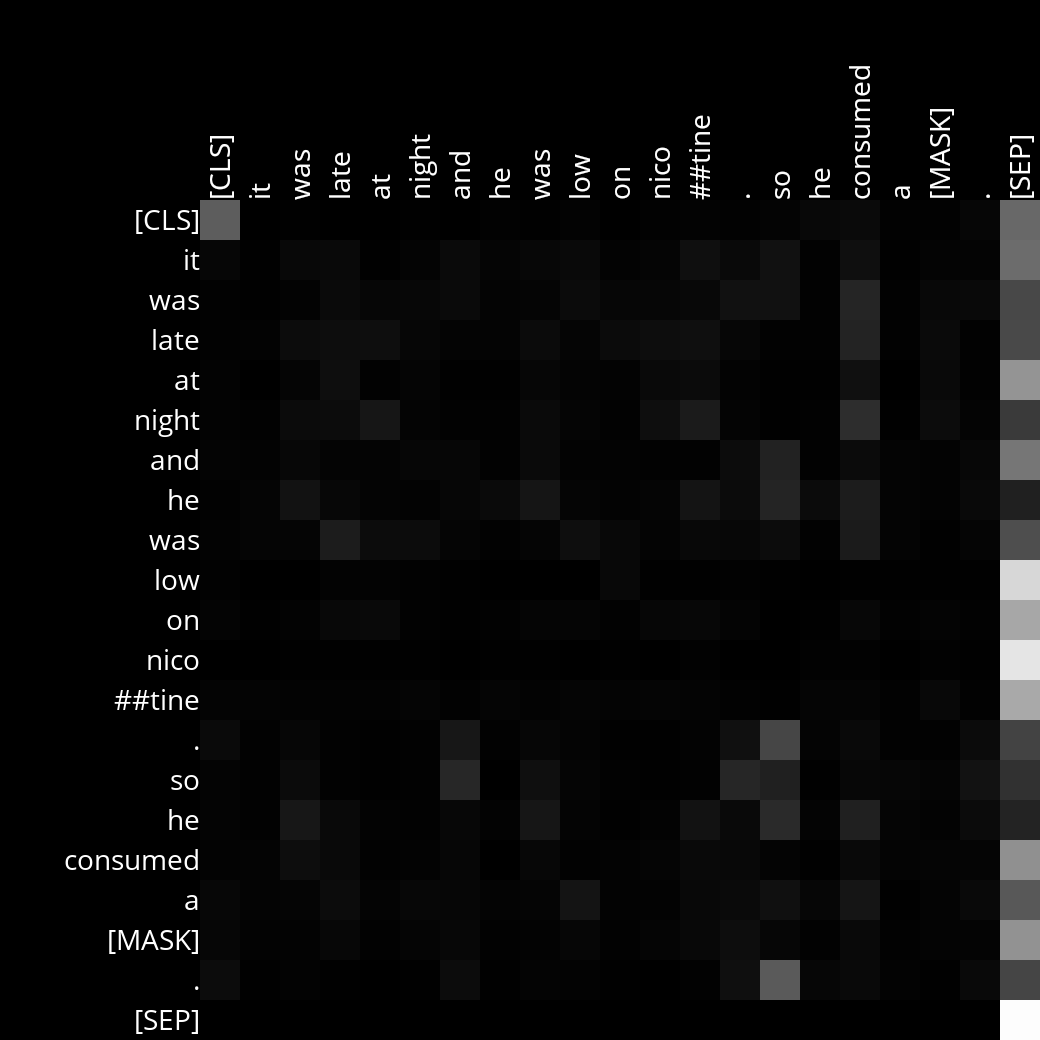 [CLS] it was late at night and he was low on nico ##tine . so he consumed a [MASK] . [SEP]
[CLS]
it
was
late
at
night
and
he
was
low
on
nico
##tine
.
so
he
consumed
a
[MASK]
.
[SEP]